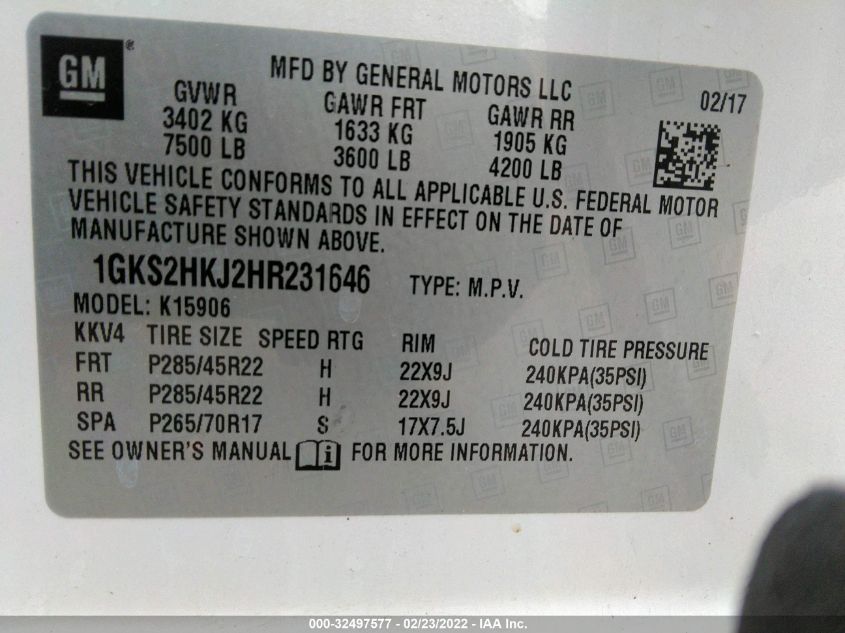 GM ®
MFD BY GENERAL MOTORS LLC
02/17
GVWR GAWR FRT GAWR RR
3402 KG 1633 KG 1905 KG
7500 LB 3600 LB 4200 LB
THIS VEHICLE CONFORMS TO ALL APPLICABLE U.S. FEDERAL MOTOR
VEHICLE SAFETY STANDARDS IN EFFECT ON THE DATE OF
MANUFACTURE SHOWN ABOVE.
1GKS2HKJ2HR231646 TYPE: M.P.V.
MODEL: K15906
KKV4 TIRE SIZE SPEED RTG RIM COLD TIRE PRESSURE
FRT P285/45R22 H 22X9J 240KPA(35PSI)
RR P285/45R22 H 22X9J 240KPA(35PSI)
SPA P265/70R17 S 17X7.5J 240KPA(35PSI)
SEE OWNER'S MANUAL i FOR MORE INFORMATION.
000-32497577 - 02/23/2022 - IAA Inc.